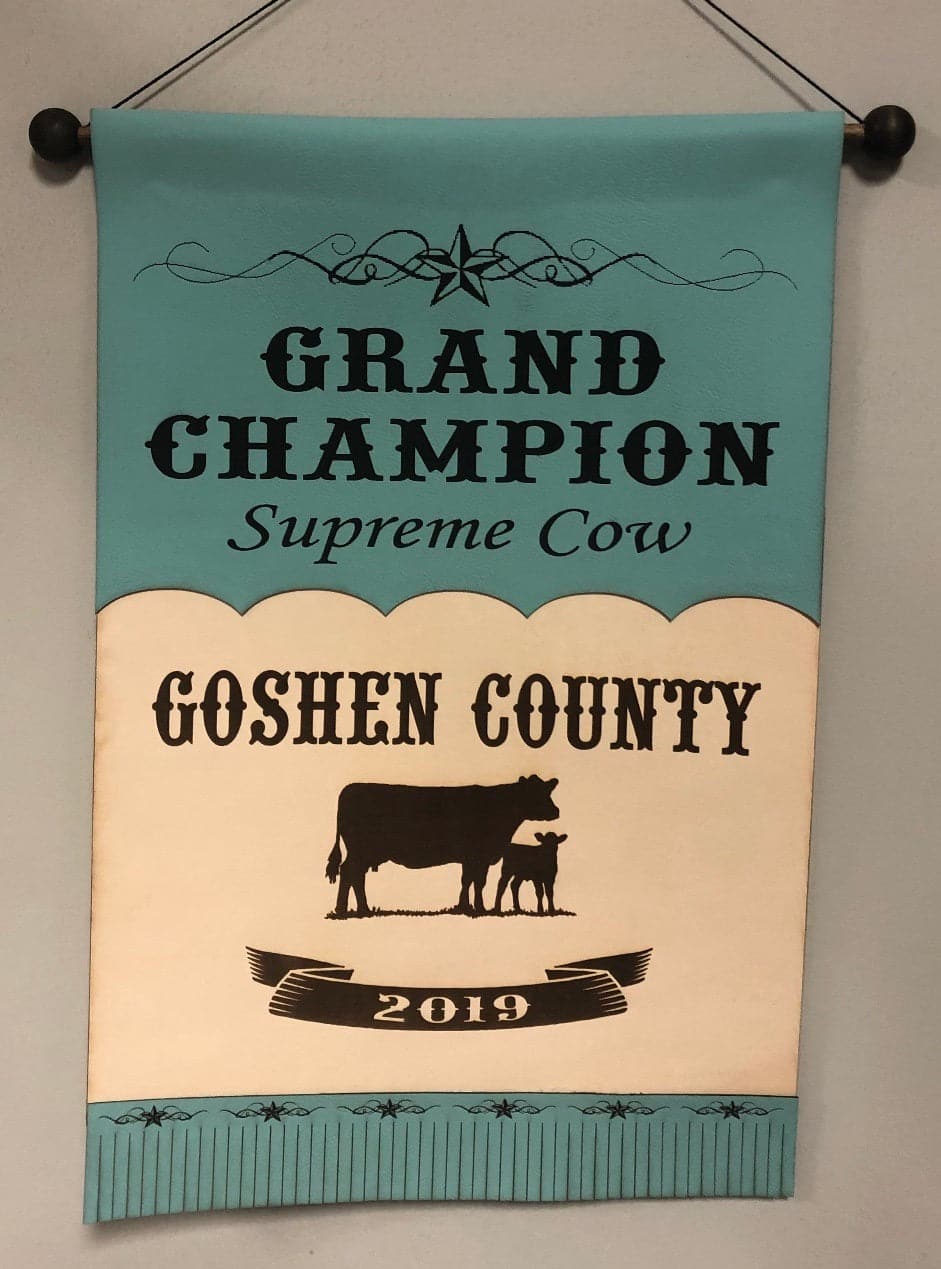 GRAND
CHAMPION
Supreme Cow
GOSHEN COUNTY
2019